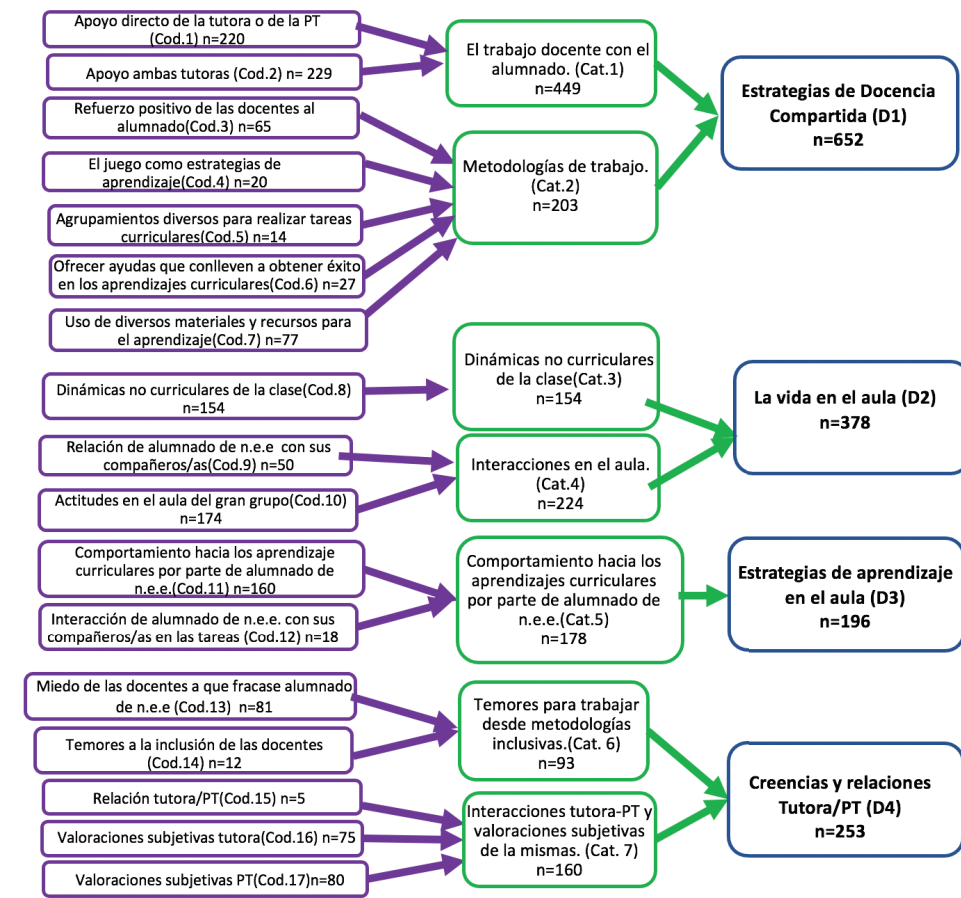 Apoyo directo de la tutora o de la PT
(Cod.1) n=220
Apoyo ambas tutoras (Cod.2) n= 229
Refuerzo positivo de las docentes al
alumnado(Cod.3) n=65
El juego como estrategias de
aprendizaje(Cod.4) n=20
Agrupamientos diversos para realizar tareas
curriculares(Cod.5) n=14
Ofrecer ayudas que conlleven a obtener éxito
en los aprendizajes curriculares(Cod.6) n=27
Uso de diversos materiales y recursos para
el aprendizaje(Cod.7) n=77
Dinámicas no curriculares de la clase(Cod.8)
n=154
Relación de alumnado de n.e.e con sus
compañeros/as(Cod.9) n=50
Actitudes en el aula del gran grupo(Cod.10)
n=174
Comportamiento hacia los aprendizaje
curriculares por parte de alumnado de
n.e.e.(Cod.11) n=160
Interacción de alumnado de n.e.e. con sus
compañeros/as en las tareas (Cod.12) n=18
Miedo de las docentes a que fracase alumnado
de n.e.e (Cod.13) n=81
Temores a la inclusión de las docentes
(Cod.14) n=12
Relación tutora/PT(Cod.15) n=5
Valoraciones subjetivas tutora(Cod.16) n=75
Valoraciones subjetivas PT(Cod.17)n=80
El trabajo docente con el
alumnado. (Cat.1)
n=449
Metodologías de trabajo.
(Cat.2)
n=203
Dinámicas no curriculares
de la clase(Cat.3)
n=154
Interacciones en el aula.
(Cat.4)
n=224
Comportamiento hacia los
aprendizajes curriculares
por parte de alumnado de
n.e.e.(Cat.5)
n=178
Temores para trabajar
desde metodologías
inclusivas.(Cat. 6)
n=93
Interacciones tutora-PT y
valoraciones subjetivas
de la mismas. (Cat. 7)
n=160
Estrategias de Docencia
Compartida (D1)
n=652
La vida en el aula (D2)
n=378
Estrategias de aprendizaje
en el aula (D3)
n=196
Creencias y relaciones
Tutora/PT (D4)
n=253